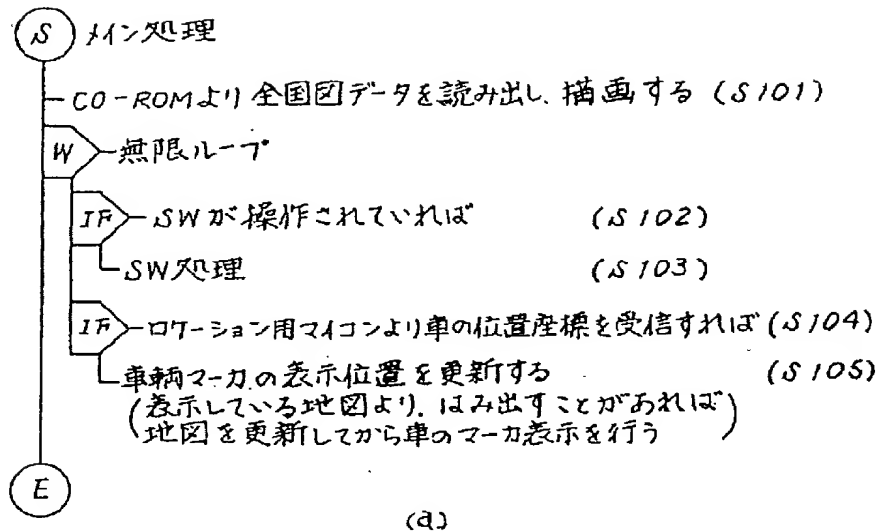 S メイン処理
CD-ROMより全国図データを読み出し、描画する (S101)
W 無限ループ
IF SWが操作されていれば (S102)
SW処理 (S103)
IF ロケーション用マイコンより車の位置座標を受信すれば (S104)
車輌マーカの表示位置を更新する (S105)
(表示している地図より、はみ出すことがあれば
地図を更新してから車のマーカ表示を行う)
E
(a)